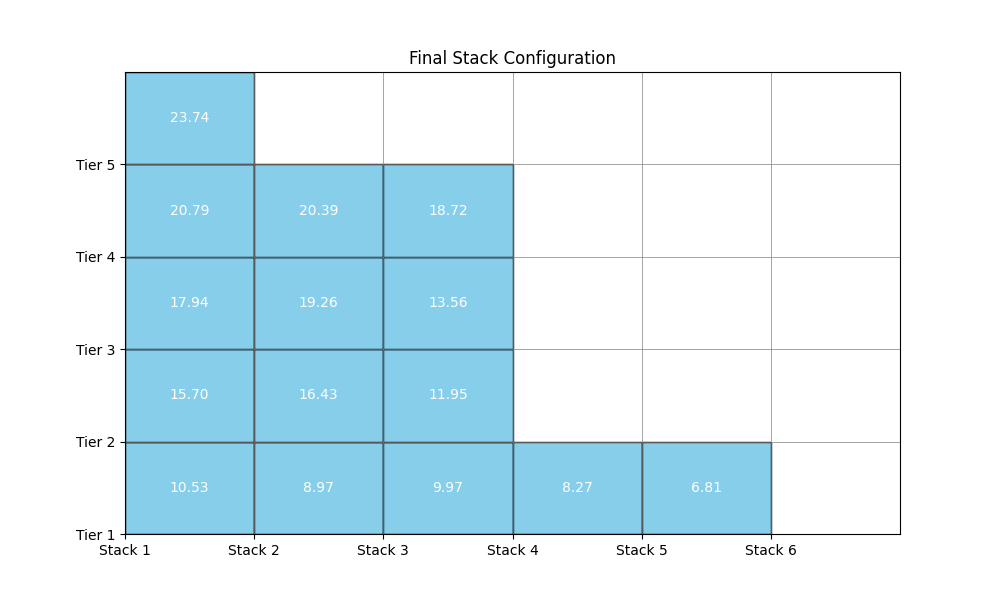 Final Stack Configuration
23.74
Tier 5
20.79 20.39 18.72
Tier 4
17.94 19.26 13.56
Tier 3
15.70 16.43 11.95
Tier 2
10.53 8.97 9.97 8.27 6.81
Tier 1
Stack 1 Stack 2 Stack 3 Stack 4 Stack 5 Stack 6